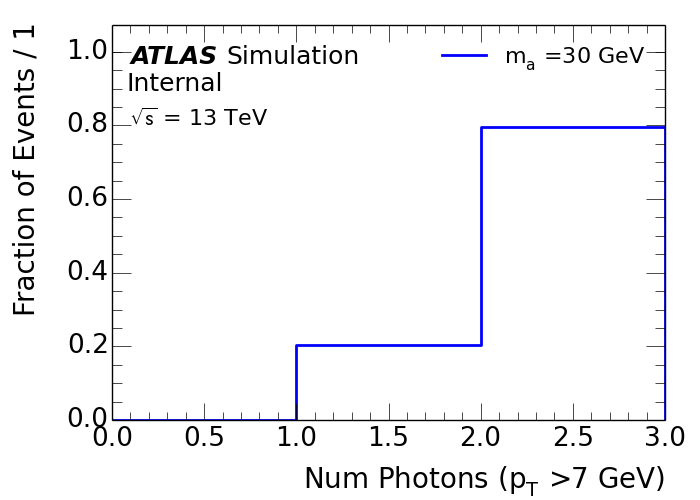 Fraction of Events / 1
1.0
0.8
0.6
0.4
0.2
0.0
ATLAS Simulation
Internal
√s = 13 TeV
mₐ =30 GeV
0.0 0.5 1.0 1.5 2.0 2.5 3.0
Num Photons (p_T >7 GeV)